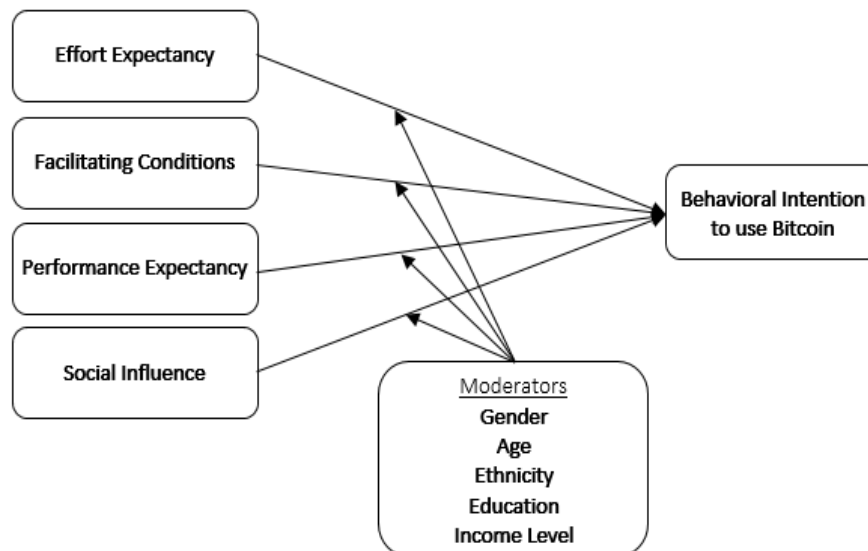 Effort Expectancy
Facilitating Conditions
Performance Expectancy
Social Influence
Behavioral Intention
to use Bitcoin
Moderators
Gender
Age
Ethnicity
Education
Income Level